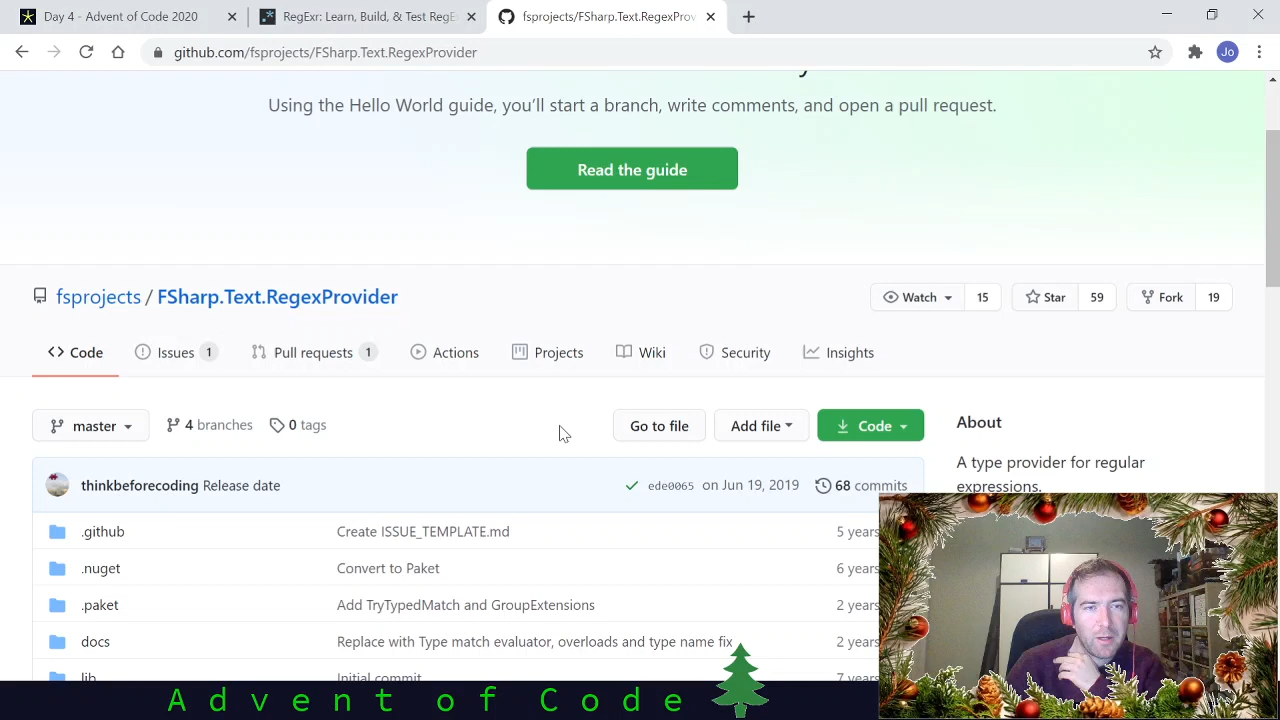 Day 4 - Advent of Code 2020
RegExr: Learn, Build, & Test RegEx
fsprojects/FSharp.Text.RegexProv
github.com/fsprojects/FSharp.Text.RegexProvider
Jo
Using the Hello World guide, you'll start a branch, write comments, and open a pull request.
Read the guide
fsprojects / FSharp.Text.RegexProvider
Watch 15 Star 59 Fork 19
Code Issues 1 Pull requests 1 Actions Projects Wiki Security Insights
master 4 branches 0 tags Go to file Add file Code
About
A type provider for regular
expressions.
thinkbeforecoding Release date ede0065 on Jun 19, 2019 68 commits
.github Create ISSUE_TEMPLATE.md 5 years
.nuget Convert to Paket 6 years
.paket Add TryTypedMatch and GroupExtensions 2 years
docs Replace with Type match evaluator, overloads and type name fix 2 years
lib Initial commit 7 years
Advent of Code